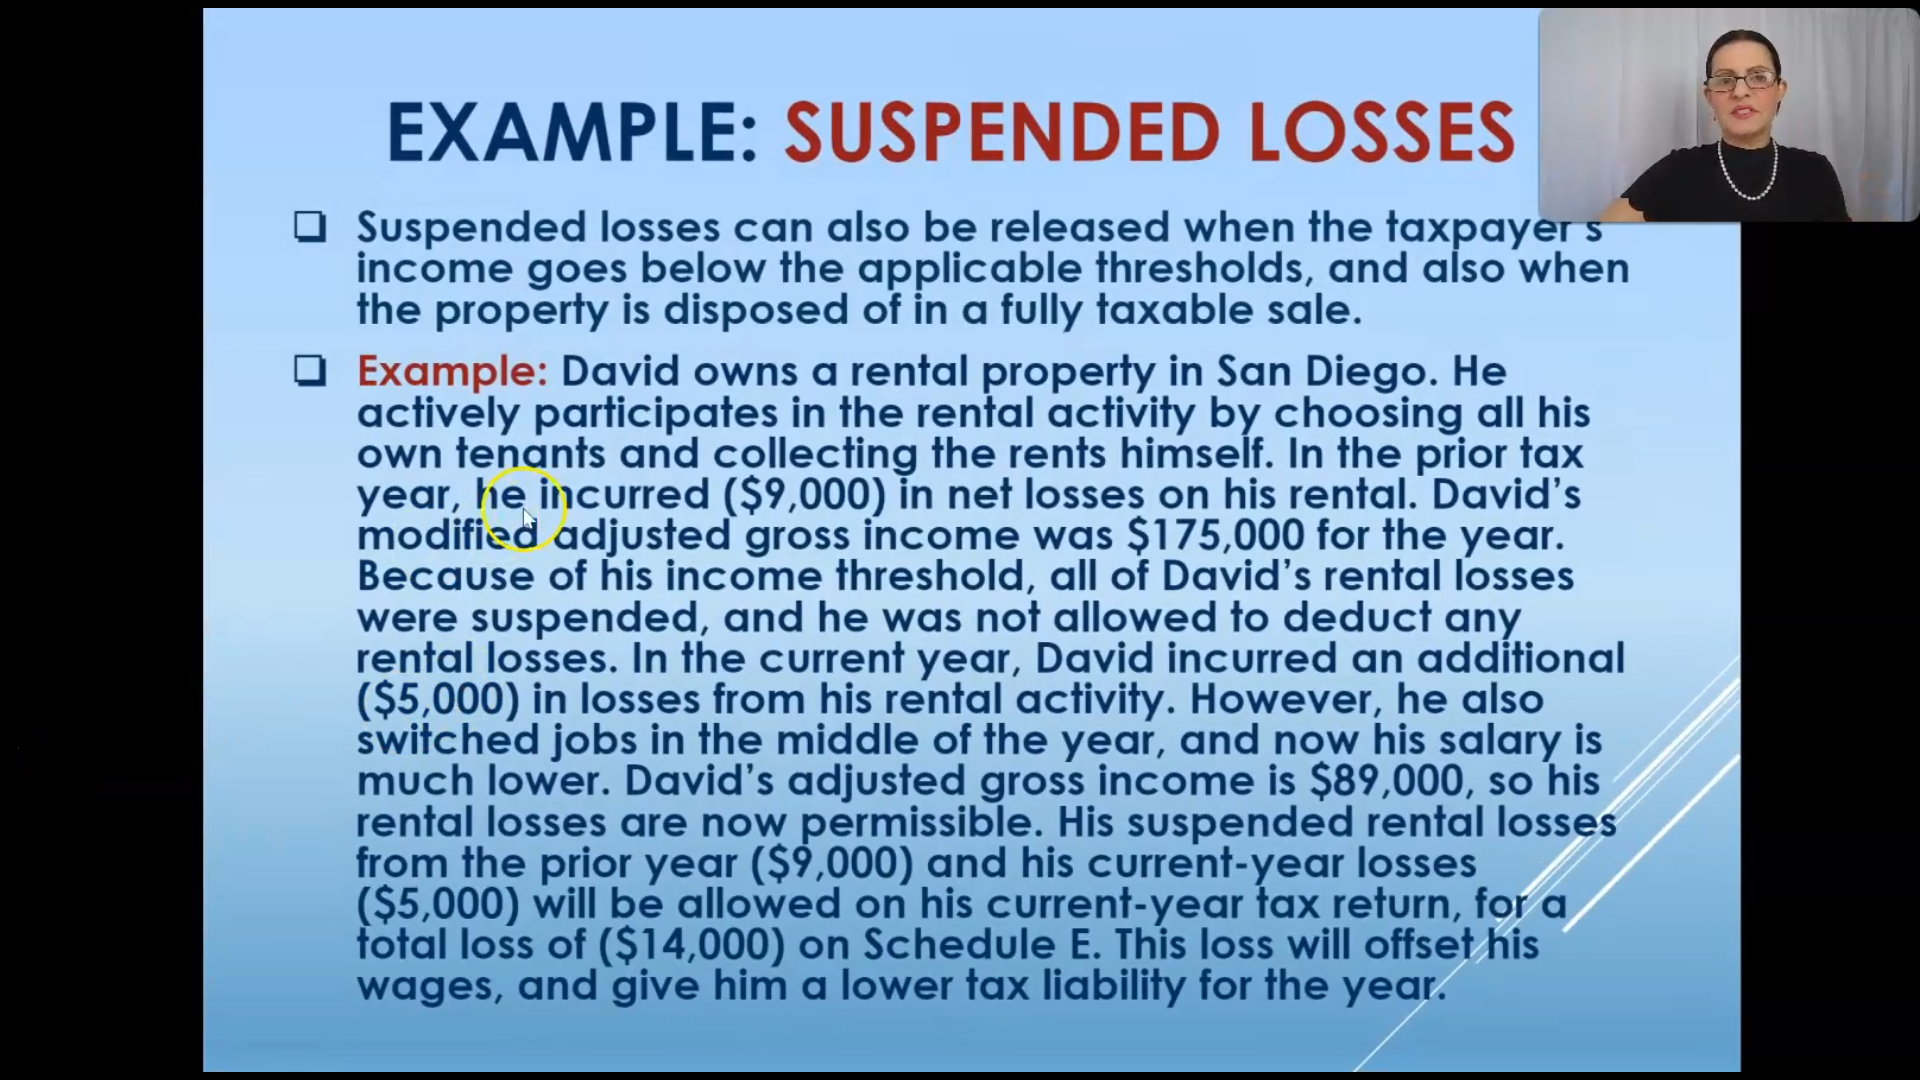 EXAMPLE: SUSPENDED LOSSES
Suspended losses can also be released when the taxpayer's
income goes below the applicable thresholds, and also when
the property is disposed of in a fully taxable sale.
Example: David owns a rental property in San Diego. He
actively participates in the rental activity by choosing all his
own tenants and collecting the rents himself. In the prior tax
year, he incurred ($9,000) in net losses on his rental. David’s
modified adjusted gross income was $175,000 for the year.
Because of his income threshold, all of David’s rental losses
were suspended, and he was not allowed to deduct any
rental losses. In the current year, David incurred an additional
($5,000) in losses from his rental activity. However, he also
switched jobs in the middle of the year, and now his salary is
much lower. David’s adjusted gross income is $89,000, so his
rental losses are now permissible. His suspended rental losses
from the prior year ($9,000) and his current-year losses
($5,000) will be allowed on his current-year tax return, for a
total loss of ($14,000) on Schedule E. This loss will offset his
wages, and give him a lower tax liability for the year.